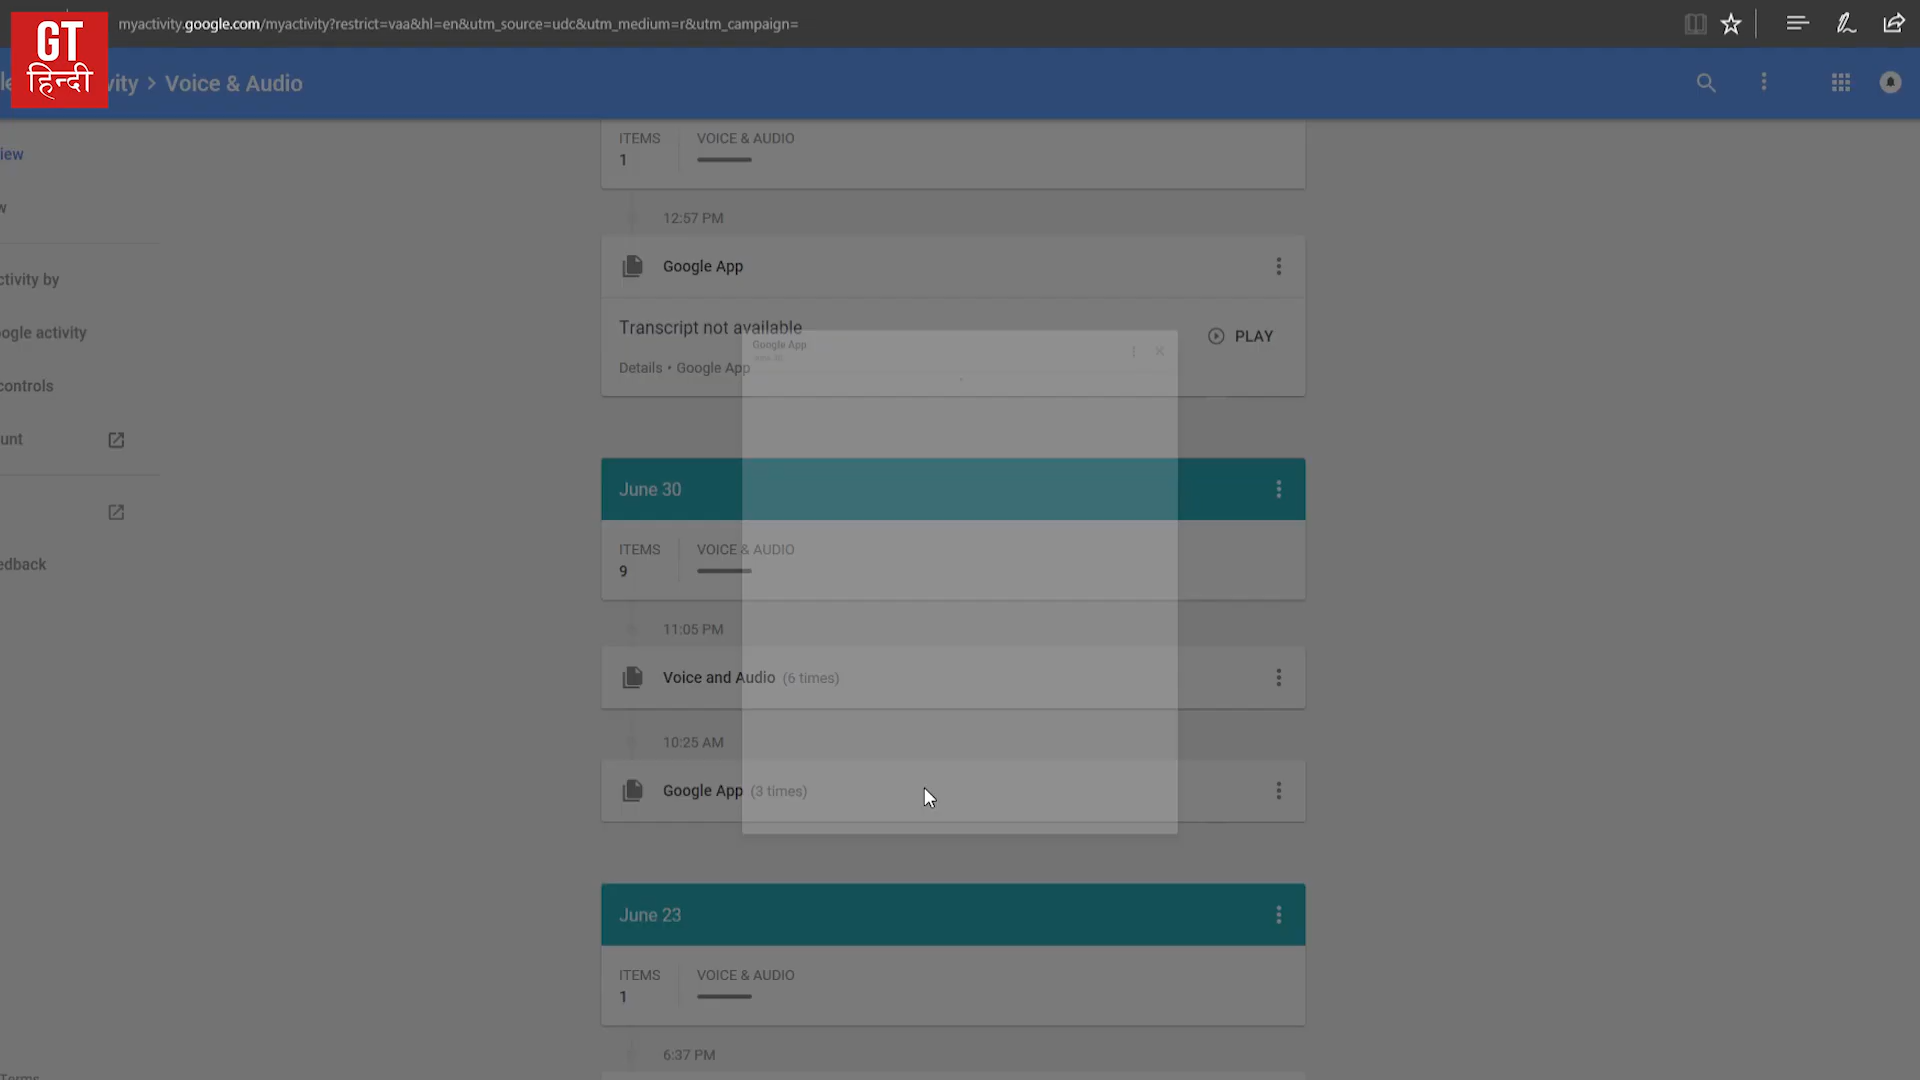 myactivity.google.com/myactivity?restrict=vaa&hl=en&utm_source=udc&utm_medium=r&utm_campaign=
GT
हिन्दी
vity > Voice & Audio
iew
w
ctivity by
ogle activity
controls
unt
edback
Terms
ITEMS VOICE & AUDIO
1
12:57 PM
Google App
Transcript not available
PLAY
Details • Google App
Google App
June 30
ITEMS VOICE & AUDIO
9
11:05 PM
Voice and Audio (6 times)
10:25 AM
Google App (3 times)
June 23
ITEMS VOICE & AUDIO
1
6:37 PM